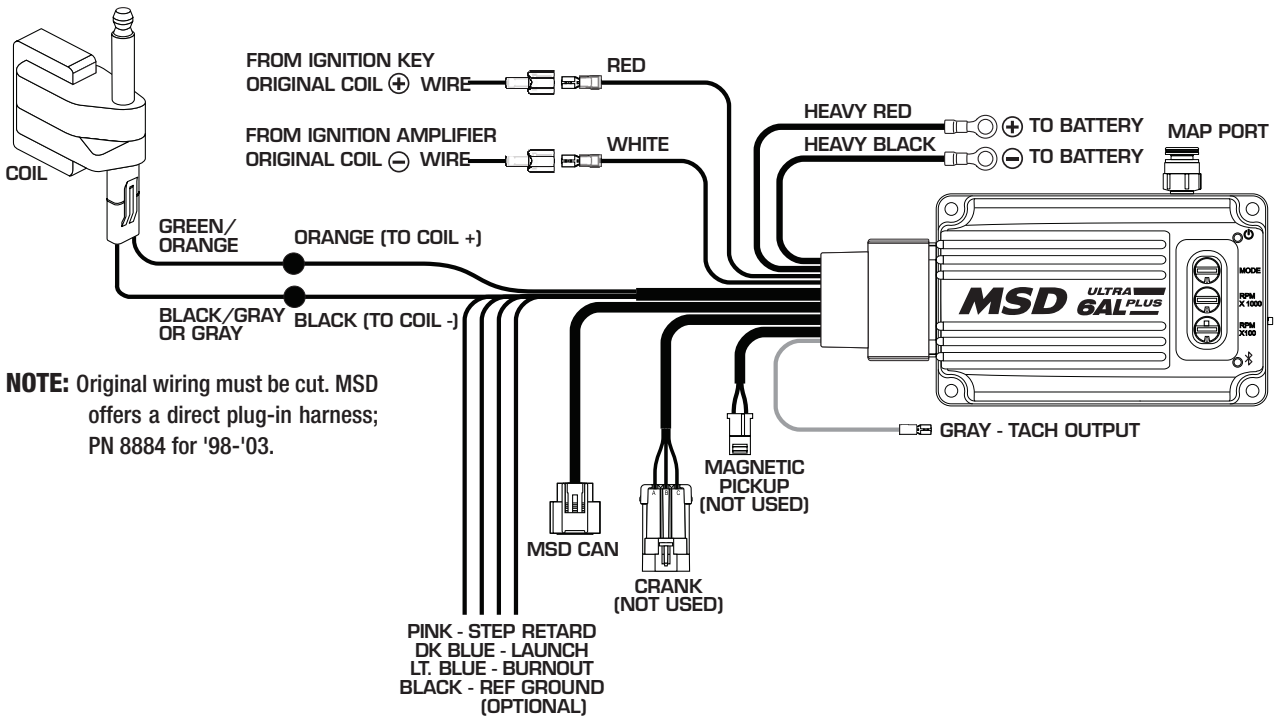 FROM IGNITION KEY
ORIGINAL COIL ⊕ WIRE
RED
FROM IGNITION AMPLIFIER
ORIGINAL COIL ⊖ WIRE
WHITE
HEAVY RED
⊕ TO BATTERY
HEAVY BLACK
⊖ TO BATTERY
MAP PORT
COIL
GREEN/
ORANGE
ORANGE (TO COIL +)
BLACK/GRAY
OR GRAY
BLACK (TO COIL -)
MSD ULTRA
6AL PLUS
MODE
RPM
X 1000
RPM
X100
NOTE: Original wiring must be cut. MSD
offers a direct plug-in harness;
PN 8884 for '98-'03.
GRAY - TACH OUTPUT
MAGNETIC
PICKUP
(NOT USED)
A B C
MSD CAN
CRANK
(NOT USED)
PINK - STEP RETARD
DK BLUE - LAUNCH
LT. BLUE - BURNOUT
BLACK - REF GROUND
(OPTIONAL)